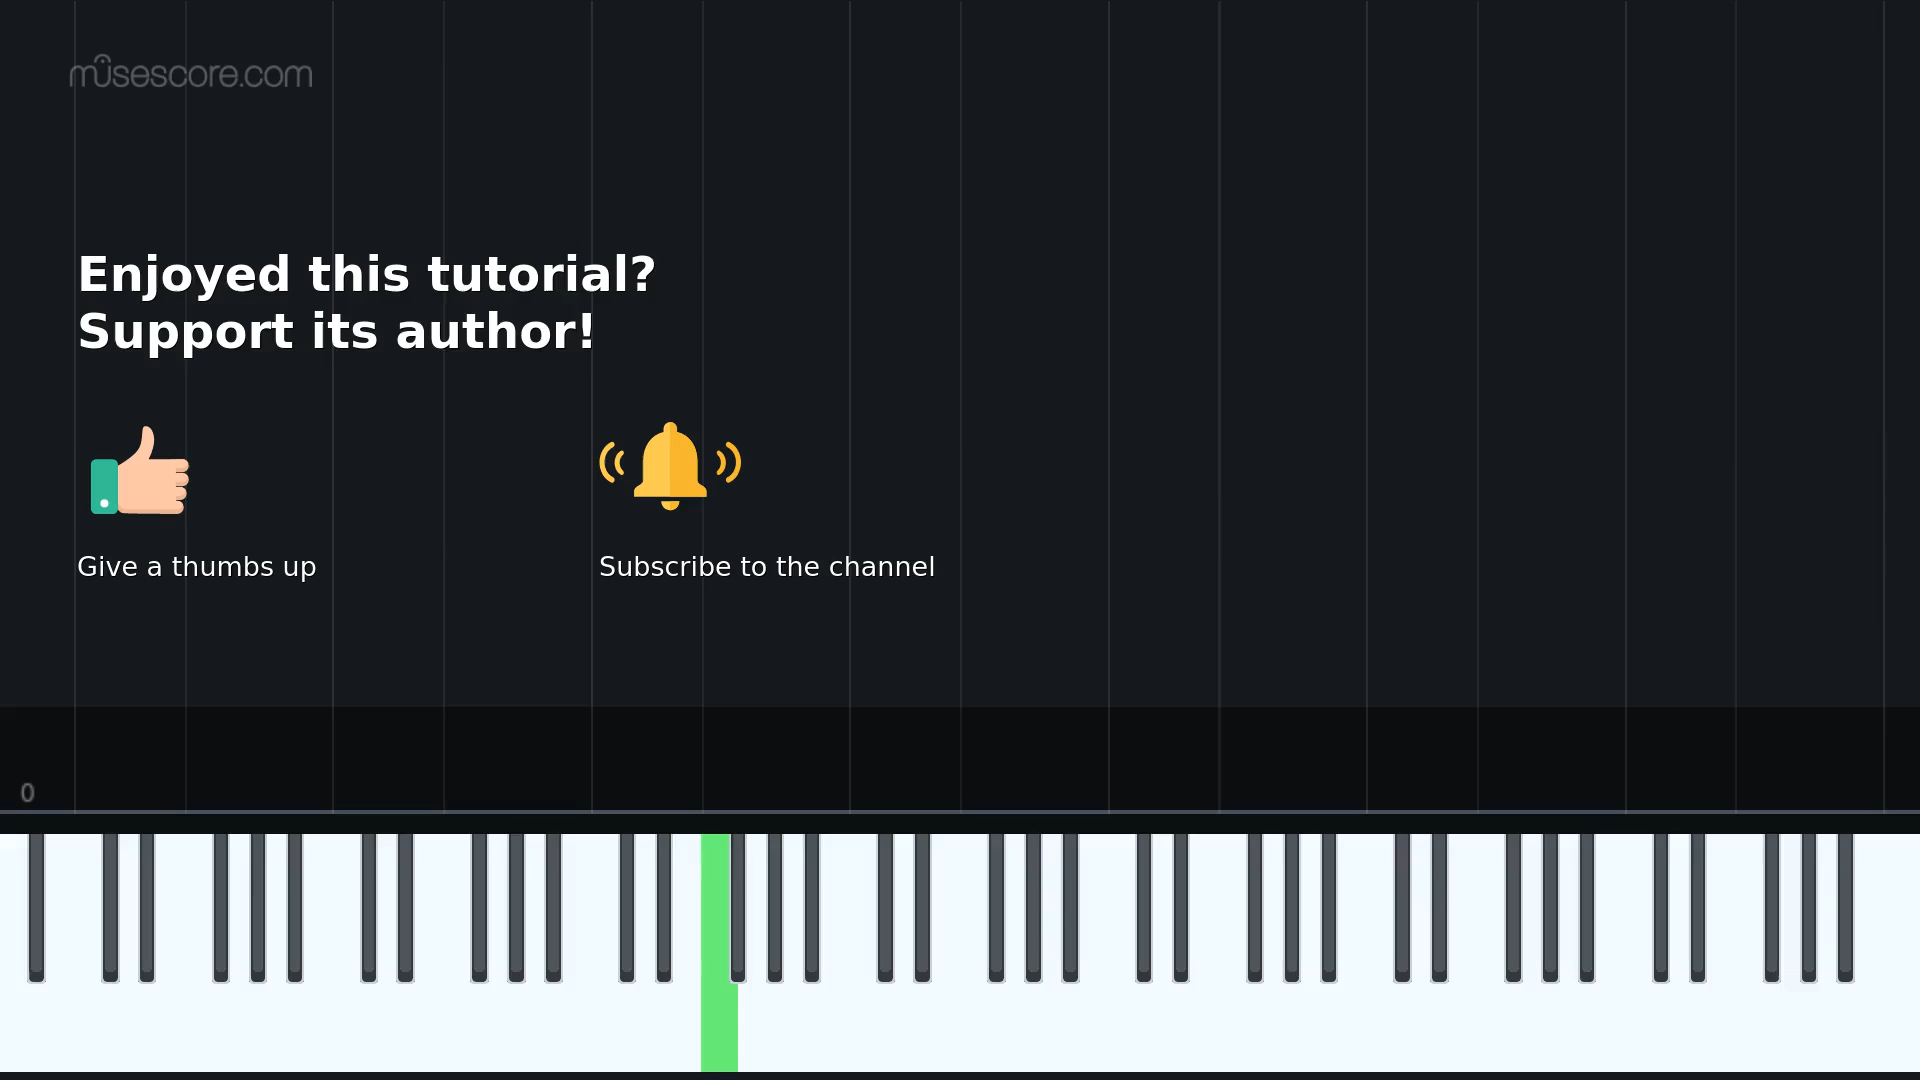 musescore.com
Enjoyed this tutorial?
Support its author!
Give a thumbs up
Subscribe to the channel
0